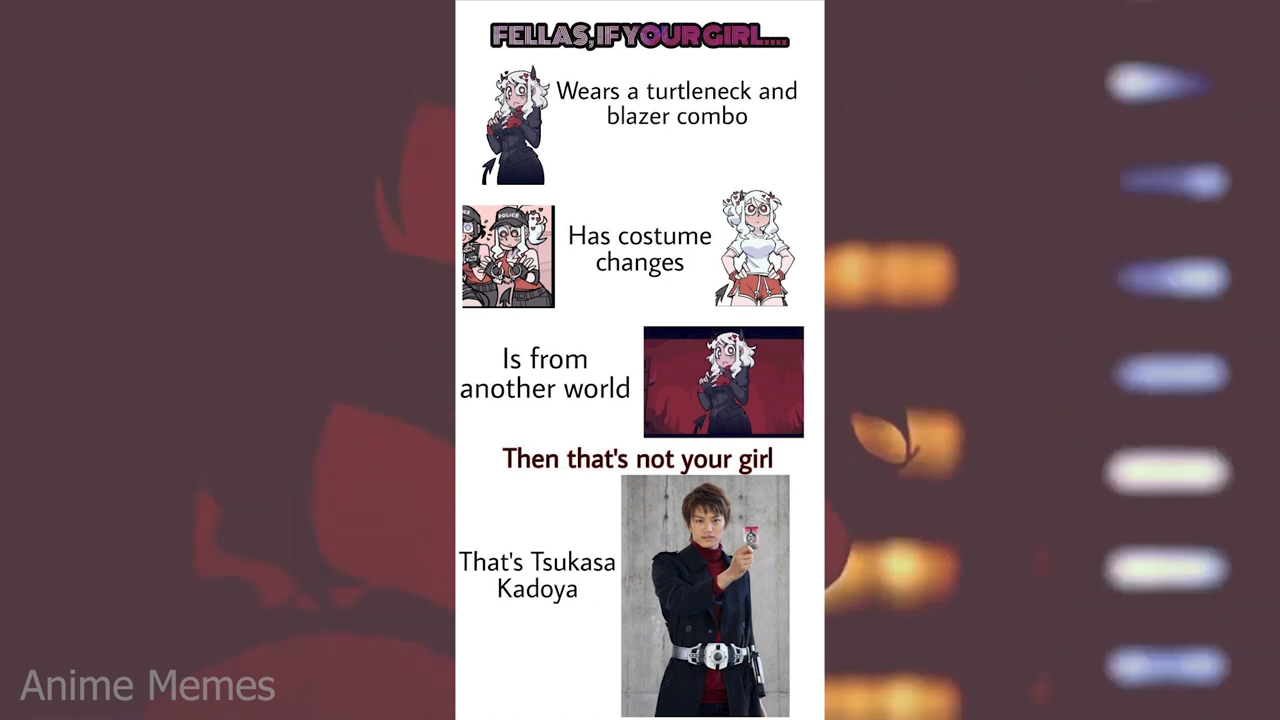 FELLAS,IF YOUR GIRL.....
Wears a turtleneck and
blazer combo
POLICE
Has costume
changes
Is from
another world
Then that's not your girl
That's Tsukasa
Kadoya
Anime Memes